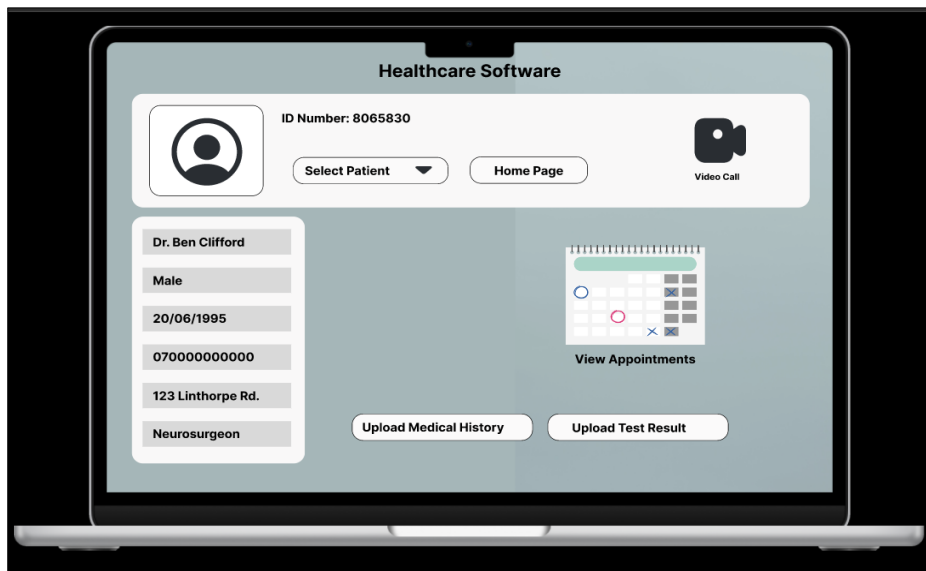 Healthcare Software
ID Number: 8065830
Select Patient
Home Page
Video Call
Dr. Ben Clifford
Male
20/06/1995
070000000000
123 Linthorpe Rd.
Neurosurgeon
View Appointments
Upload Medical History
Upload Test Result